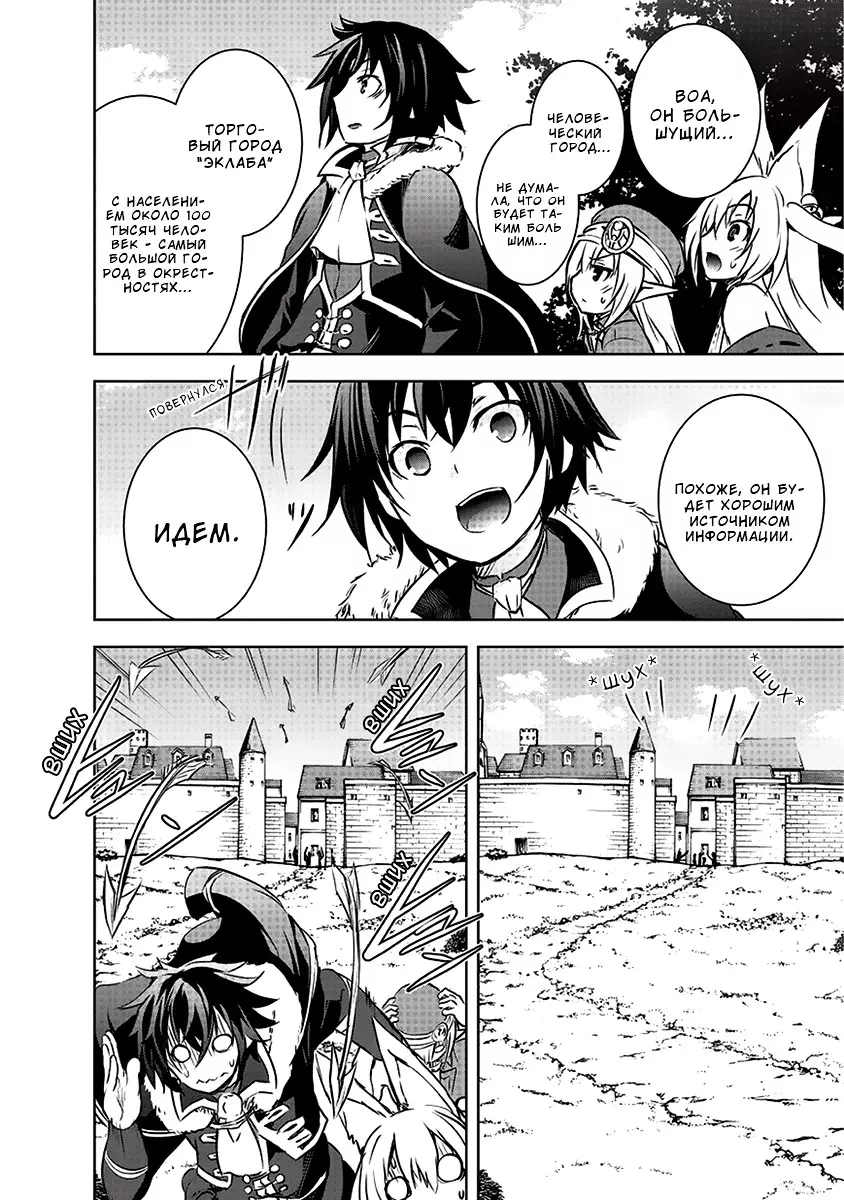 ВОА,
ОН БОЛЬ-
ШУЩИЙ...
ЧЕЛОВЕ-
ЧЕСКИЙ
ГОРОД...
НЕ ДУМА-
ЛА, ЧТО ОН
БУДЕТ ТА-
КИМ БОЛЬ
ШИМ...
ТОРГО-
ВЫЙ ГОРОД
"ЭКЛАБА"
С НАСЕЛЕНИ-
ЕМ ОКОЛО 100
ТЫСЯЧ ЧЕЛО-
ВЕК - САМЫЙ
БОЛЬШОЙ ГО-
РОД В ОКРЕСТ-
НОСТЯХ...
ПОВЕРНУЛСЯ
ПОХОЖЕ, ОН БУ-
ДЕТ ХОРОШИМ
ИСТОЧНИКОМ
ИНФОРМАЦИИ.
ИДЕМ.
*ШУХ*
*ШУХ*
ВШИХ
ВШИХ
ВШИХ
ВШИХ